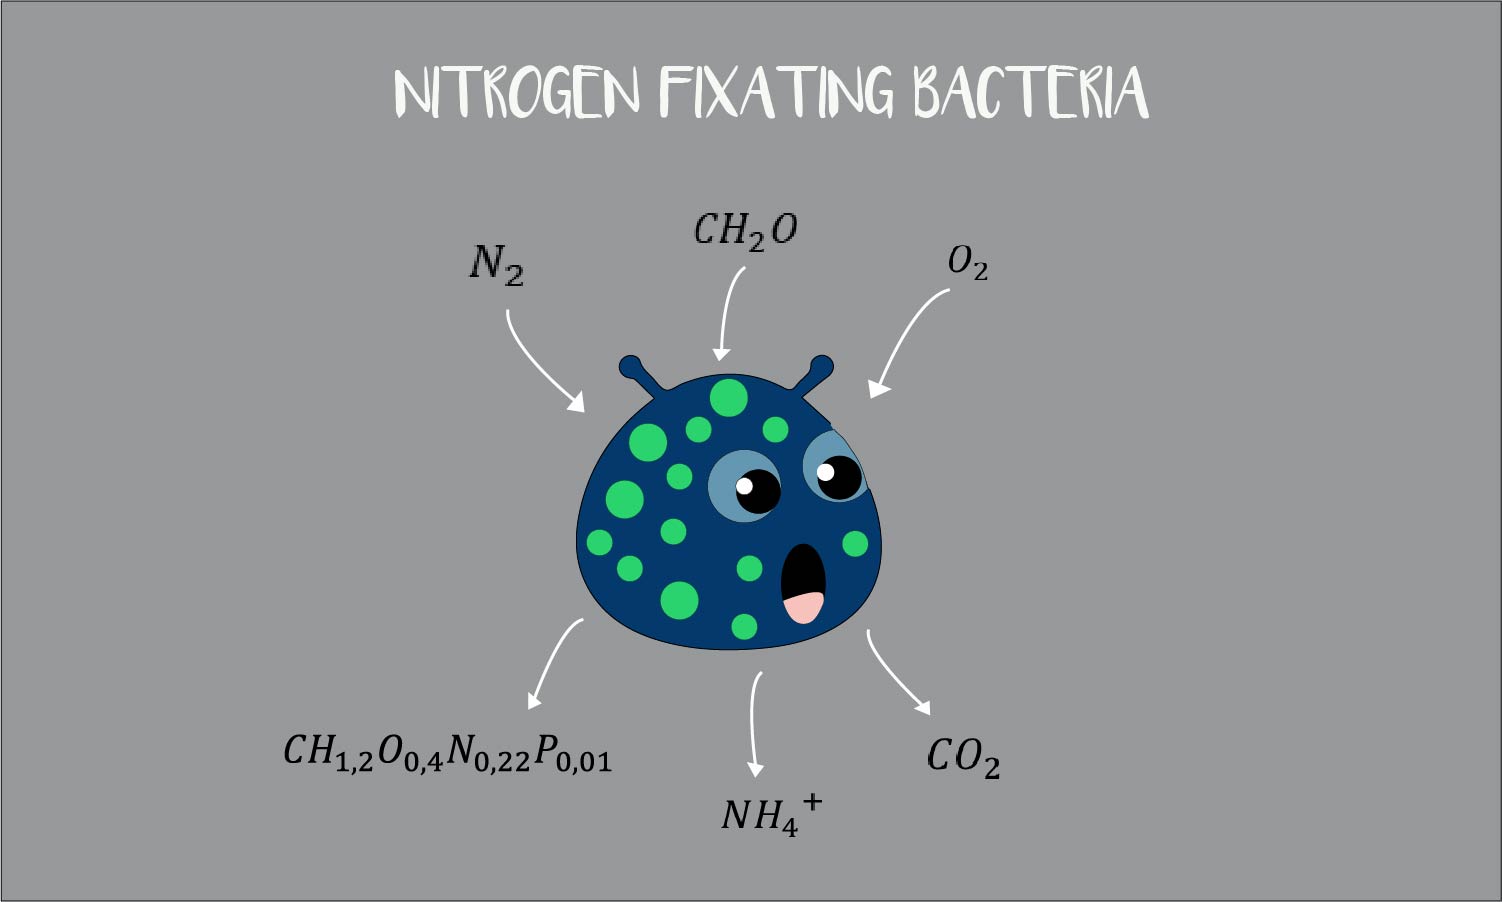 NITROGEN FIXATING BACTERIA
CH₂O
N₂
O₂
CH₁,₂O₀,₄N₀,₂₂P₀,₀₁
CO₂
NH₄⁺